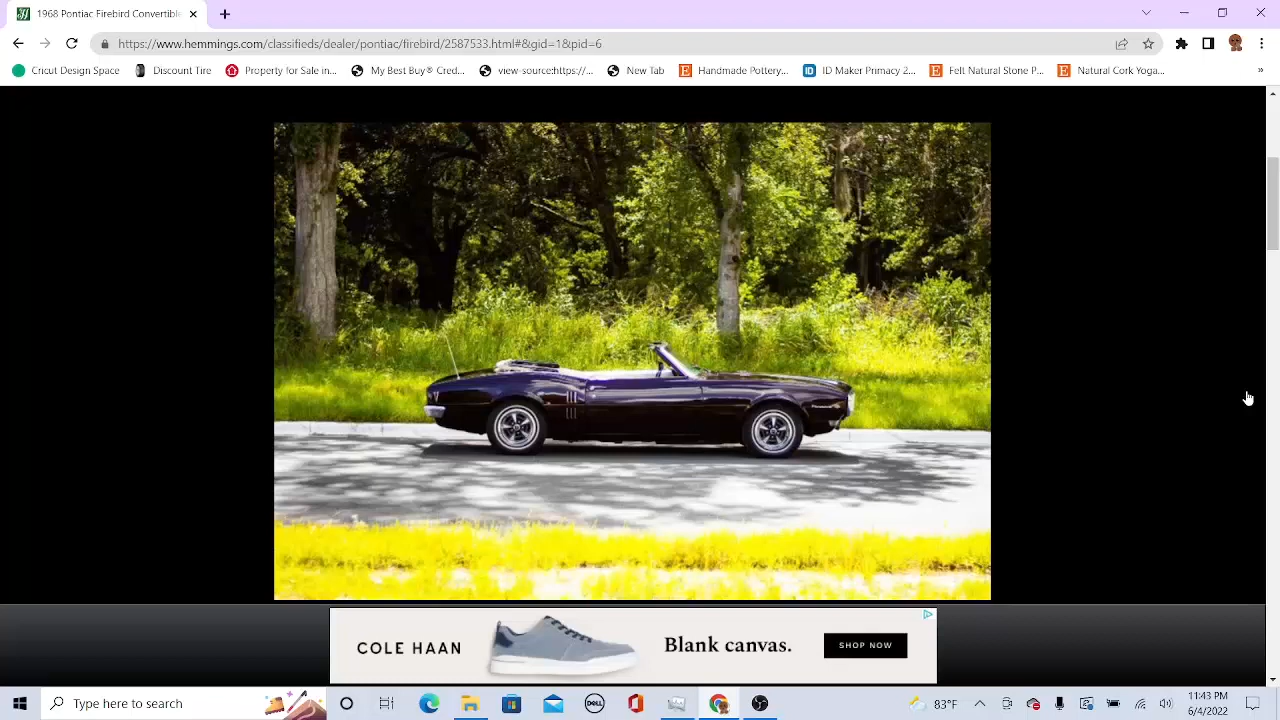 1968 Pontiac Firebird Convertibl
https://www.hemmings.com/classifieds/dealer/pontiac/firebird/2587532.html#&gid=1&pid=6
Cricut Design Space
Discount Tire
Property for Sale in...
My Best Buy® Cred...
view-source:https://...
New Tab
Handmade Pottery...
ID Maker Primacy 2...
Felt Natural Stone P...
Natural Cork Yoga...
»
COLE HAAN
Blank canvas.
SHOP NOW
Type here to search
DELL
83°F
11:43 PM
6/4/2022